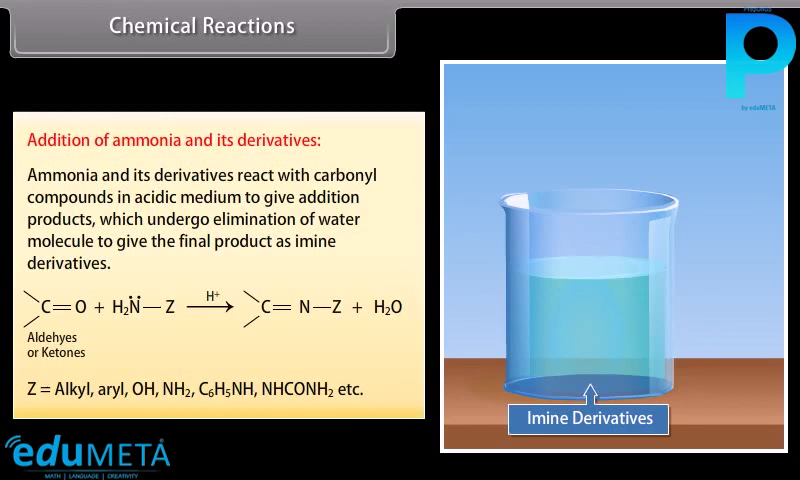 Chemical Reactions
PrepGuru
by eduMETA
Addition of ammonia and its derivatives:
Ammonia and its derivatives react with carbonyl
compounds in acidic medium to give addition
products, which undergo elimination of water
molecule to give the final product as imine
derivatives.
C=O + H₂N̈—Z H⁺→ C=N—Z + H₂O
Aldehyes
or Ketones
Z = Alkyl, aryl, OH, NH₂, C₆H₅NH, NHCONH₂ etc.
Imine Derivatives
eduMETA
MATH | LANGUAGE | CREATIVITY